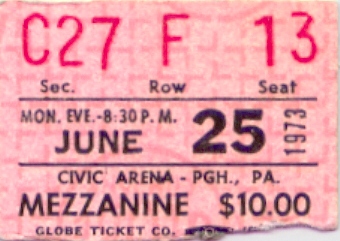 C27 F 13
Sec. Row Seat
MON. EVE.-8:30 P.M.
JUNE 25 1973
CIVIC ARENA - PGH., PA.
MEZZANINE $10.00
GLOBE TICKET CO.